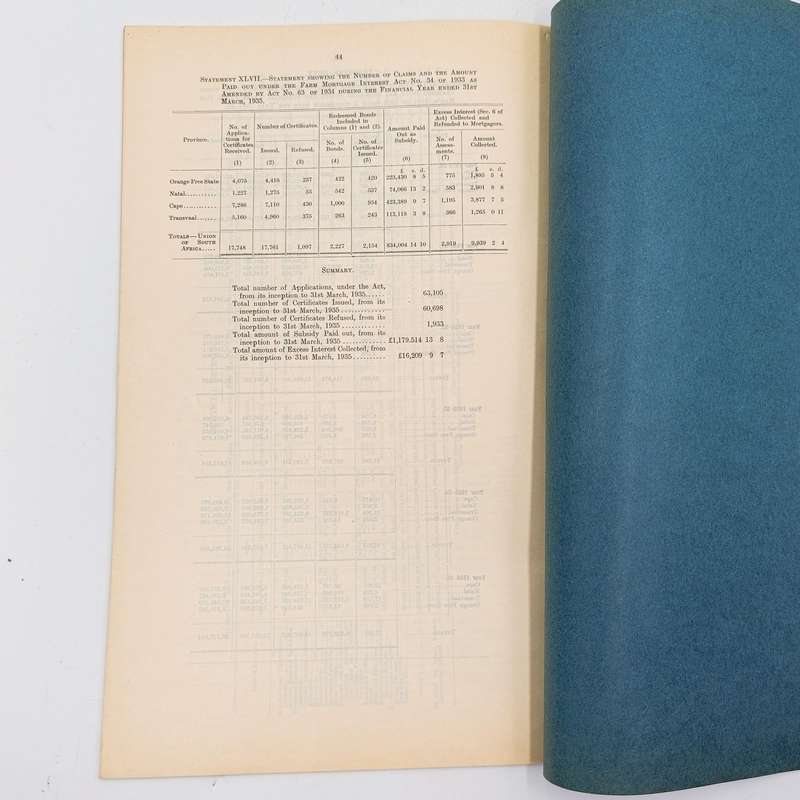 44
STATEMENT XLVII.—STATEMENT SHOWING THE NUMBER OF CLAIMS AND THE AMOUNT
PAID OUT UNDER THE FARM MORTGAGE INTEREST ACT NO. 34 OF 1933 AS
AMENDED BY ACT NO. 63 OF 1934 DURING THE FINANCIAL YEAR ENDED 31ST
MARCH, 1935.
Province.
No. of Applica- tions for Certificates Received.
(1)
Number of Certificates.
Issued.
(2)
Refused.
(3)
Redeemed Bonds Included in Columns (1) and (2).
No. of Bonds.
(4)
No. of Certificates Issued.
(5)
Amount Paid Out as Subsidy.
(6)
Excess Interest (Sec. 6 of Act) Collected and Refunded to Mortgagors.
No. of Assess- ments.
(7)
Amount Collected.
(8)
£ s. d. £ s. d.
Orange Free State 4,075 4,416 237 422 420 223,430 8 5 775 1,895 5 4
Natal........... 1,227 1,275 55 542 537 74,066 13 2 583 2,901 8 8
Cape............ 7,286 7,110 430 1,000 954 423,389 9 7 1,195 3,877 7 5
Transvaal....... 5,160 4,960 375 263 243 113,118 3 8 366 1,265 0 11
TOTALS—UNION
OF SOUTH
AFRICA..... 17,748 17,761 1,097 2,227 2,154 834,004 14 10 2,919 9,939 2 4
SUMMARY.
Total number of Applications, under the Act,
from its inception to 31st March, 1935...... 63,105
Total number of Certificates Issued, from its
inception to 31st March, 1935............. 60,698
Total number of Certificates Refused, from its
inception to 31st March, 1935............. 1,933
Total amount of Subsidy Paid out, from its
inception to 31st March, 1935............. £1,179,514 13 8
Total amount of Excess Interest Collected, from
its inception to 31st March, 1935.......... £16,209 9 7